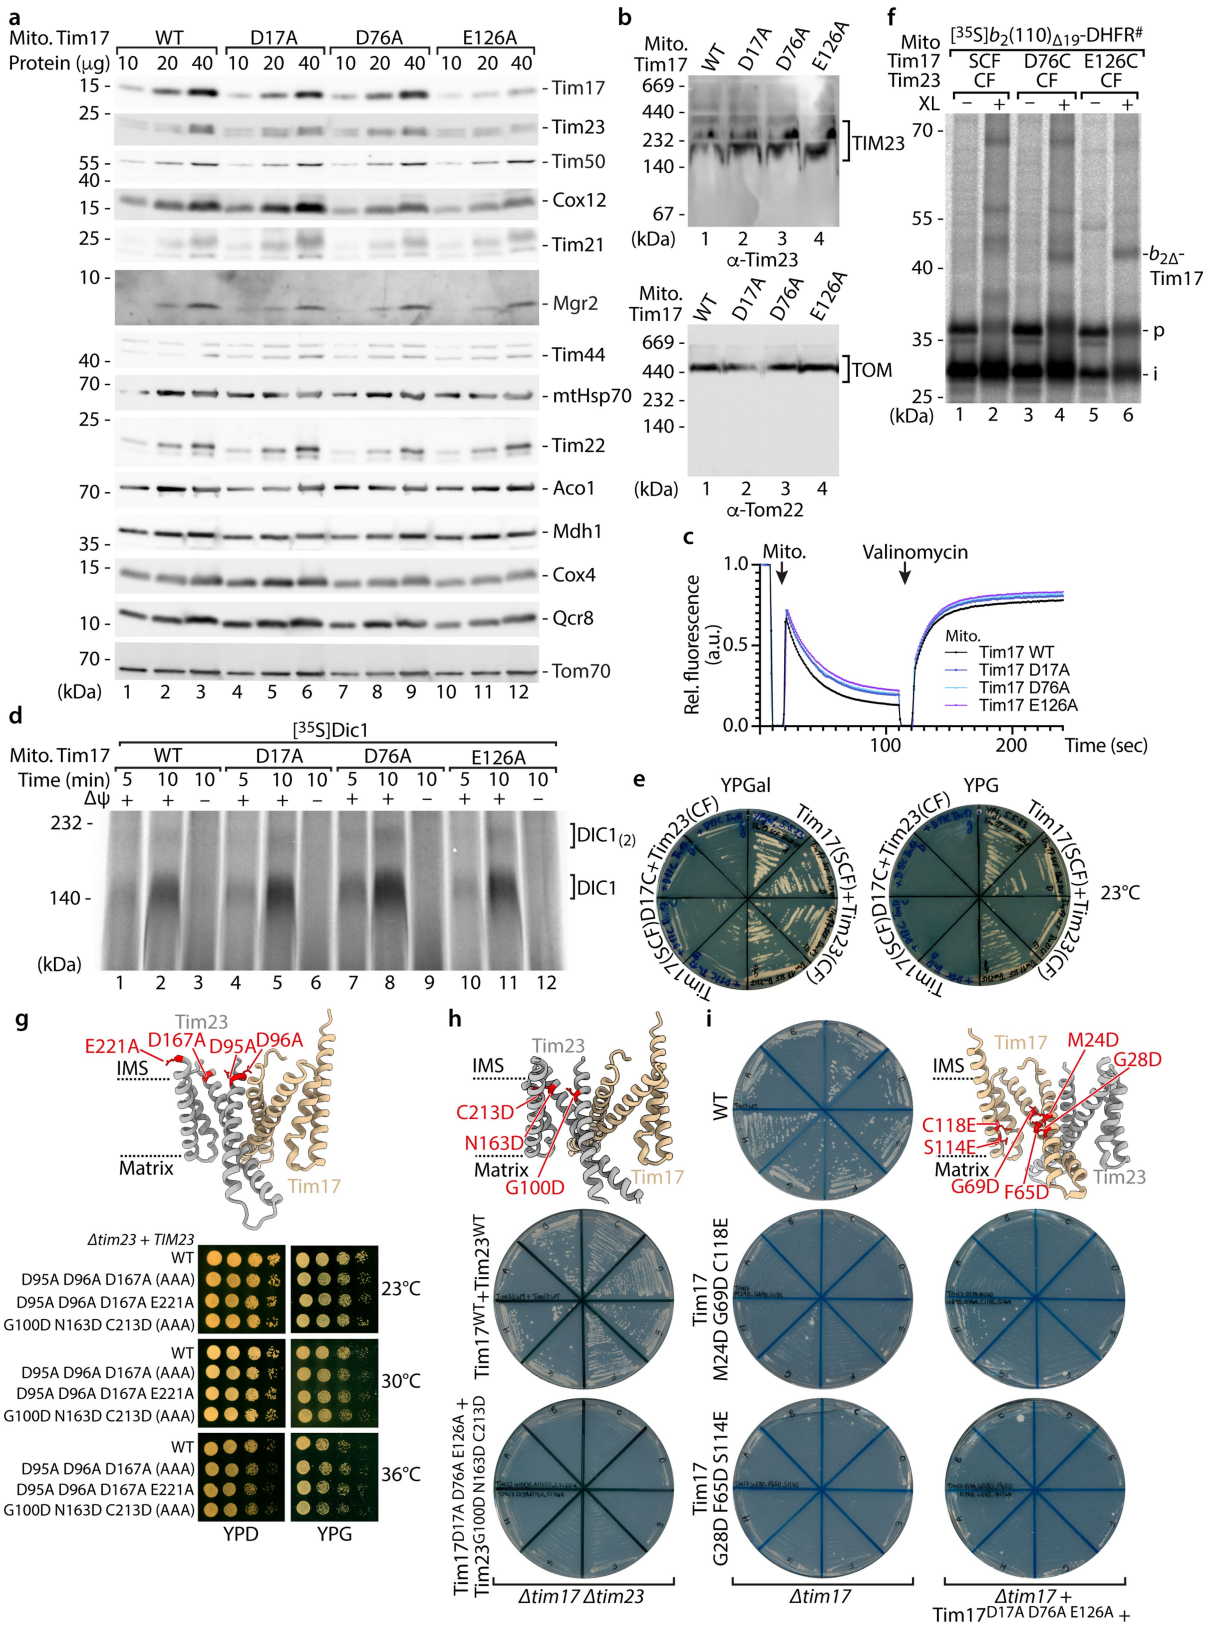 a
Mito. Tim17 WT D17A D76A E126A
Protein (μg) 10 20 40 10 20 40 10 20 40 10 20 40
15 - - Tim17
25 -
- Tim23
55 - - Tim50
40 -
15 - - Cox12
25 - - Tim21
10 -
- Mgr2
40 - - Tim44
70 - - mtHsp70
25 -
- Tim22
70 - - Aco1
35 - - Mdh1
15 - - Cox4
10 - - Qcr8
70 - - Tom70
(kDa) 1 2 3 4 5 6 7 8 9 10 11 12
b
Mito. Tim17 WT D17A D76A E126A
669 -
440 -
232 - TIM23
140 -
67 -
(kDa) 1 2 3 4
α-Tim23
Mito. Tim17 WT D17A D76A E126A
669 -
440 - TOM
232 -
140 -
(kDa) 1 2 3 4
α-Tom22
f
[35S]b2(110)Δ19-DHFR#
Mito
Tim17 SCF D76C E126C
Tim23 CF CF CF
XL − + − + − +
70 -
55 -
- b2Δ-Tim17
40 -
- p
35 -
- i
25 -
(kDa) 1 2 3 4 5 6
c
Mito. Valinomycin
Rel. fluorescence (a.u.)
1.0
0.5
0.0
100 200 Time (sec)
Mito.
Tim17 WT
Tim17 D17A
Tim17 D76A
Tim17 E126A
d
[35S]Dic1
Mito. Tim17 WT D17A D76A E126A
Time (min) 5 10 10 5 10 10 5 10 10 5 10 10
Δψ + + − + + − + + − + + −
232 - DIC1(2)
140 - DIC1
(kDa)
1 2 3 4 5 6 7 8 9 10 11 12
e
YPGal YPG
Tim17(SCF)D17C+Tim23(CF)
Tim17(SCF)+Tim23(CF)
Tim17(SCF)D17C+Tim23(CF)
Tim17(SCF)+Tim23(CF)
23°C
g
Tim23
E221A D167A D95A D96A
IMS
Matrix
Tim17
Δtim23 + TIM23
WT
D95A D96A D167A (AAA)
D95A D96A D167A E221A
G100D N163D C213D (AAA)
23°C
WT
D95A D96A D167A (AAA)
D95A D96A D167A E221A
G100D N163D C213D (AAA)
30°C
WT
D95A D96A D167A (AAA)
D95A D96A D167A E221A
G100D N163D C213D (AAA)
36°C
YPD YPG
h
Tim23
IMS
C213D
N163D
Matrix
G100D
Tim17
Tim17WT+Tim23WT
Tim17D17A D76A E126A +
Tim23G100D N163D C213D
Δtim17 Δtim23
i
WT
Tim17
M24D
G28D
IMS
C118E
S114E
Matrix
G69D
F65D
Tim23
Tim17
M24D G69D C118E
Tim17
G28D F65D S114E
Δtim17
Δtim17 +
Tim17D17A D76A E126A +